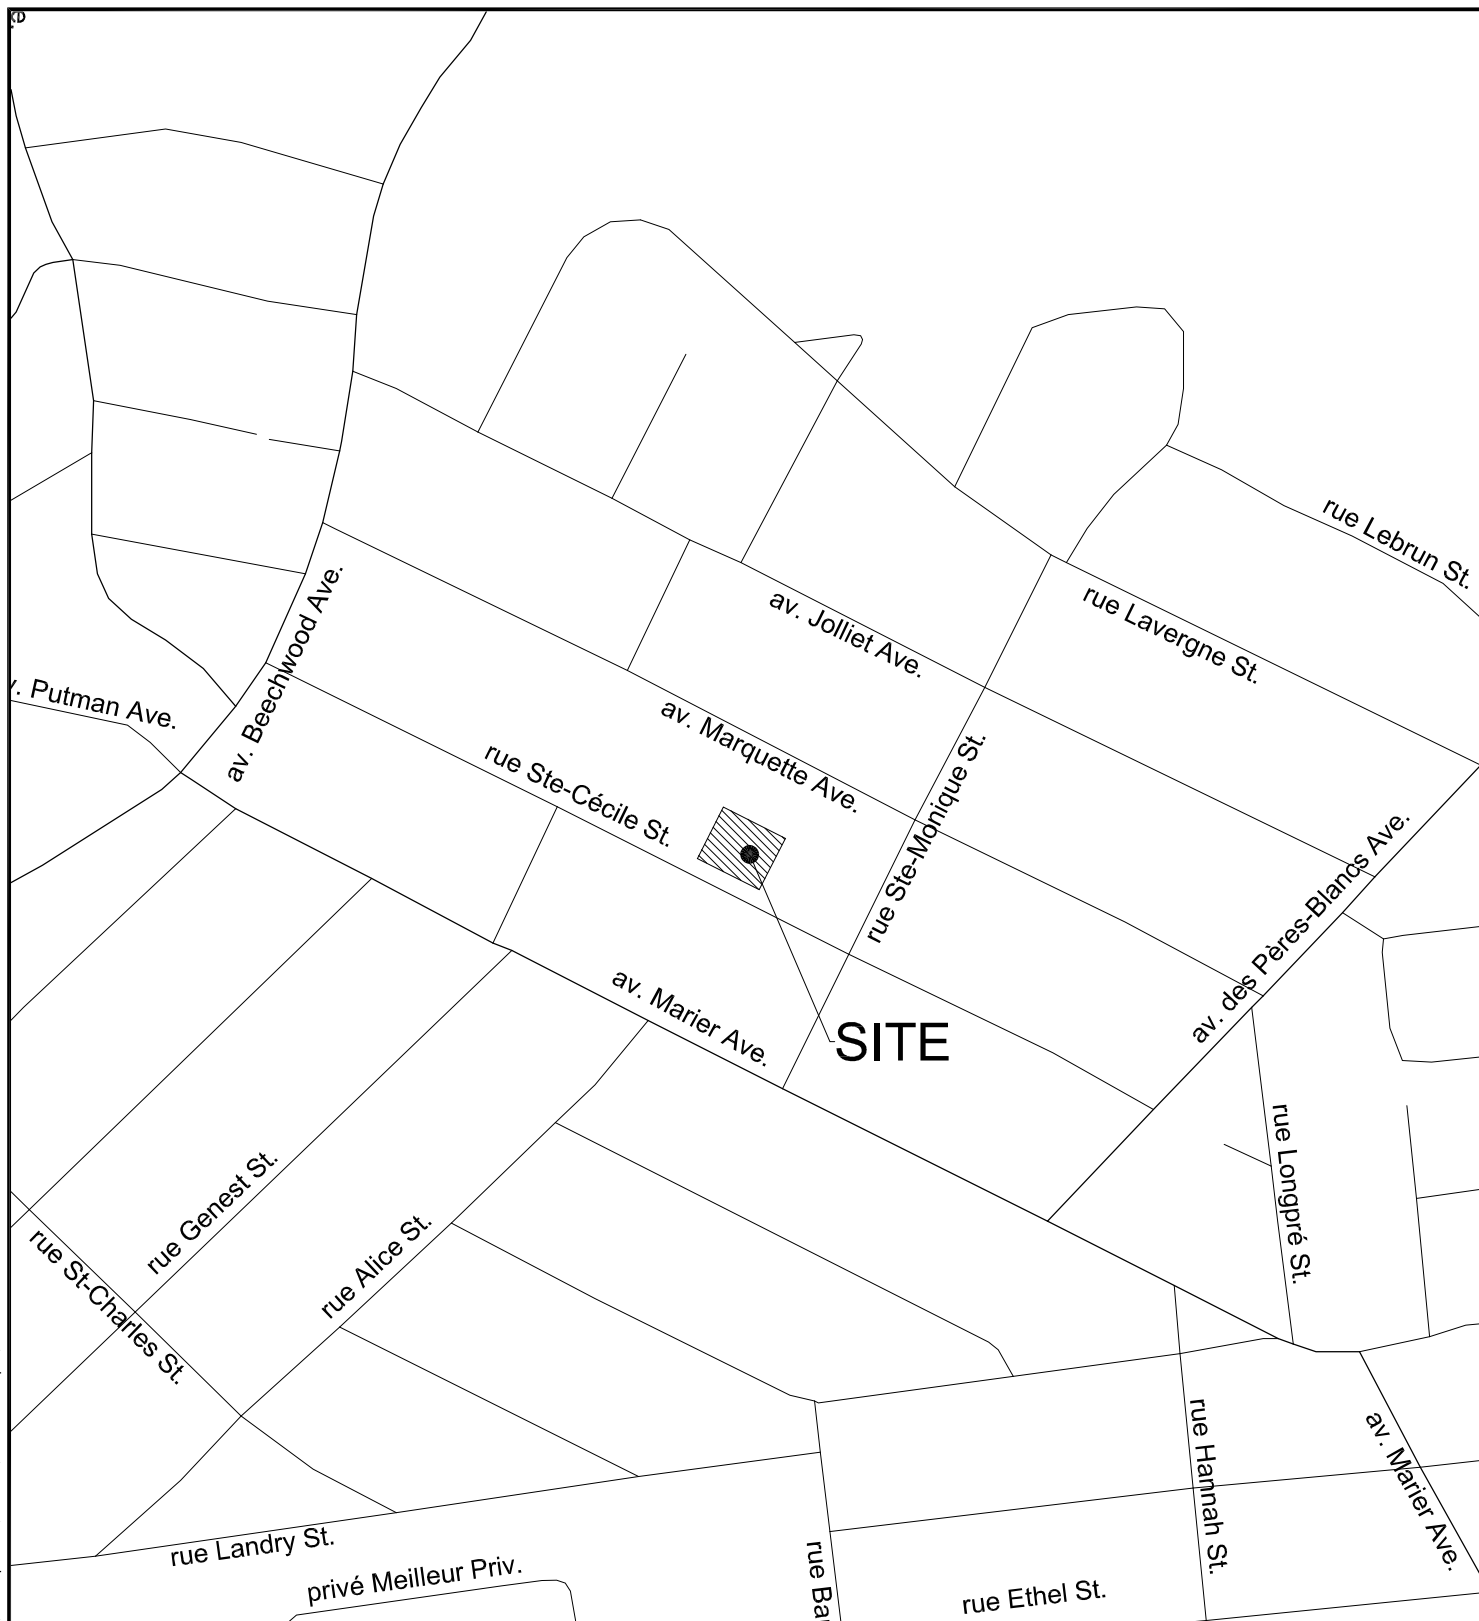 rue Lebrun St.
rue Lavergne St.
av. Jolliet Ave.
av. Beechwood Ave.
. Putman Ave.
av. Marquette Ave.
rue Ste-Cécile St.
rue Ste-Monique St.
av. des Pères-Blancs Ave.
av. Marier Ave.
SITE
rue Longpré St.
rue Genest St.
rue Alice St.
rue St-Charles St.
rue Hannah St.
av. Marier Ave.
rue Landry St.
privé Meilleur Priv.
rue Ba
rue Ethel St.